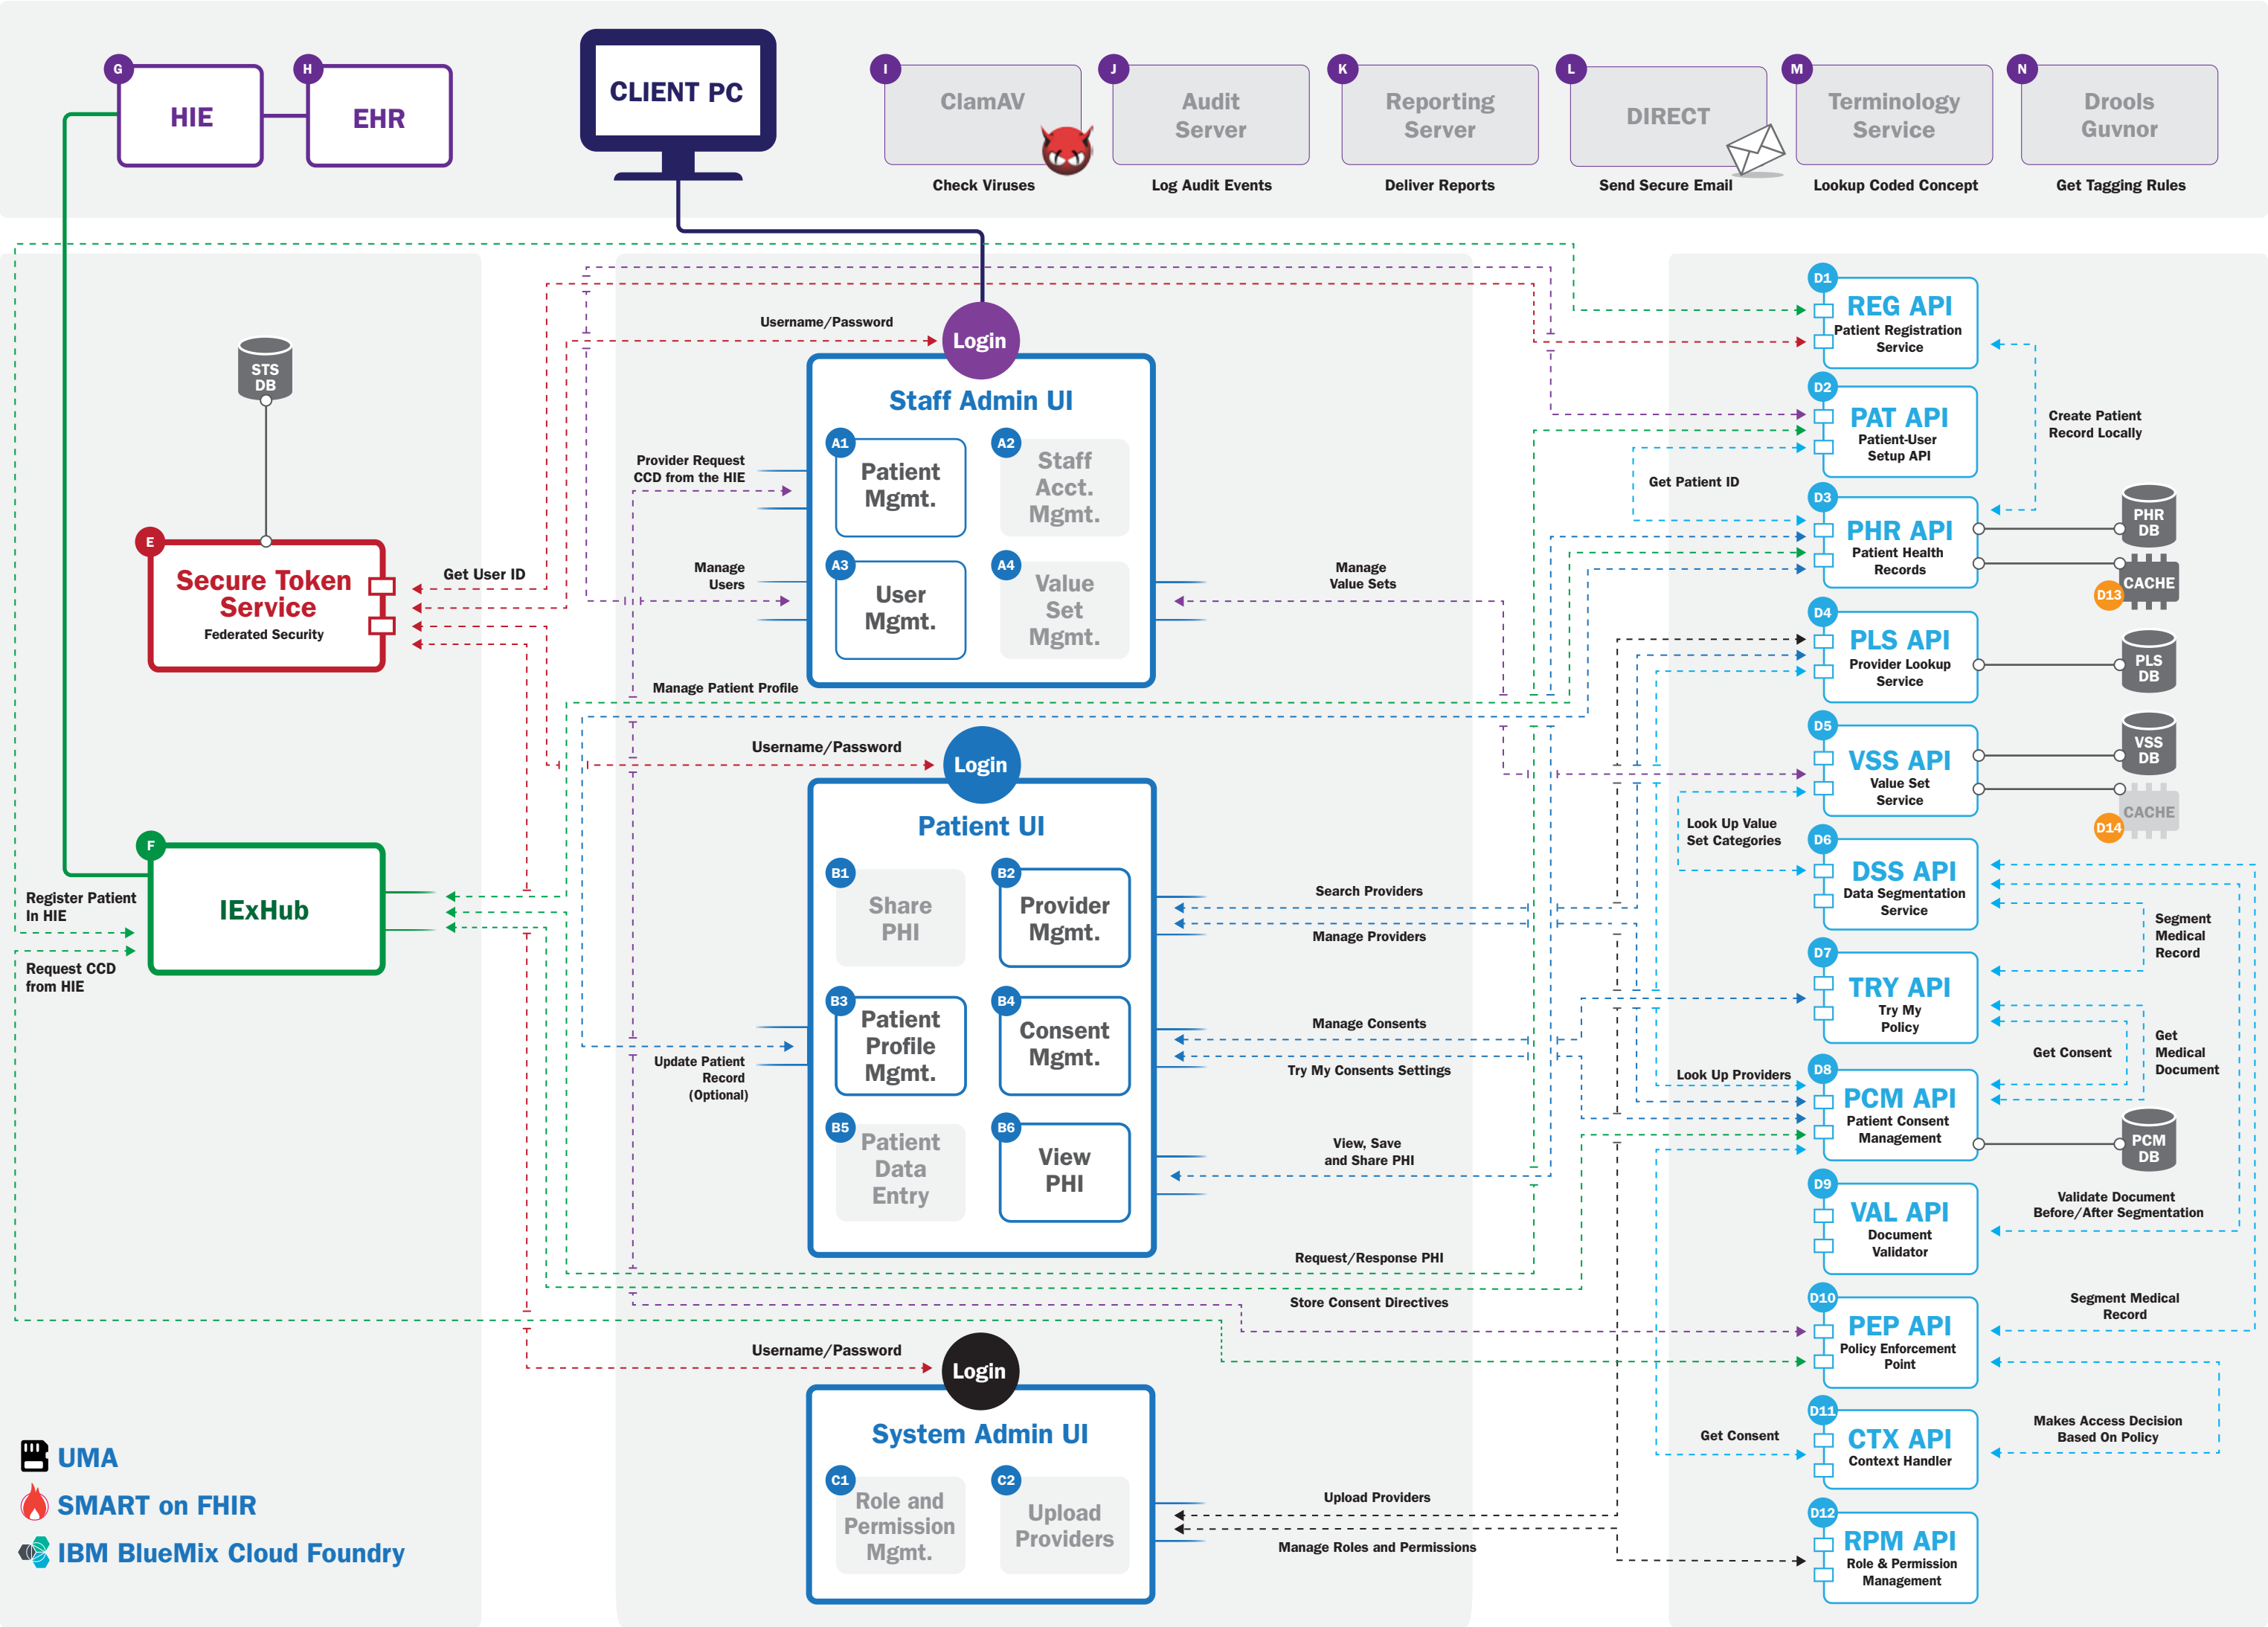 G
HIE
H
EHR
CLIENT PC
I
ClamAV
Check Viruses
J
Audit
Server
Log Audit Events
K
Reporting
Server
Deliver Reports
L
DIRECT
Send Secure Email
M
Terminology
Service
Lookup Coded Concept
N
Drools
Guvnor
Get Tagging Rules
STS
DB
E
Secure Token
Service
Federated Security
Get User ID
F
IExHub
Register Patient
In HIE
Request CCD
from HIE
UMA
SMART on FHIR
IBM BlueMix Cloud Foundry
Username/Password
Login
Staff Admin UI
A1
Patient
Mgmt.
A2
Staff
Acct.
Mgmt.
A3
User
Mgmt.
A4
Value
Set
Mgmt.
Provider Request
CCD from the HIE
Manage
Users
Manage
Value Sets
Manage Patient Profile
Username/Password
Login
Patient UI
B1
Share
PHI
B2
Provider
Mgmt.
B3
Patient
Profile
Mgmt.
B4
Consent
Mgmt.
B5
Patient
Data
Entry
B6
View
PHI
Update Patient
Record
(Optional)
Search Providers
Manage Providers
Manage Consents
Try My Consents Settings
View, Save
and Share PHI
Request/Response PHI
Store Consent Directives
Username/Password
Login
System Admin UI
C1
Role and
Permission
Mgmt.
C2
Upload
Providers
Upload Providers
Manage Roles and Permissions
D1
REG API
Patient Registration
Service
D2
PAT API
Patient-User
Setup API
Create Patient
Record Locally
Get Patient ID
D3
PHR API
Patient Health
Records
PHR
DB
CACHE
D13
D4
PLS API
Provider Lookup
Service
PLS
DB
D5
VSS API
Value Set
Service
VSS
DB
CACHE
D14
Look Up Value
Set Categories
D6
DSS API
Data Segmentation
Service
Segment
Medical
Record
D7
TRY API
Try My
Policy
Get Consent
Get
Medical
Document
Look Up Providers
D8
PCM API
Patient Consent
Management
PCM
DB
D9
VAL API
Document
Validator
Validate Document
Before/After Segmentation
D10
PEP API
Policy Enforcement
Point
Segment Medical
Record
D11
CTX API
Context Handler
Get Consent
Makes Access Decision
Based On Policy
D12
RPM API
Role & Permission
Management